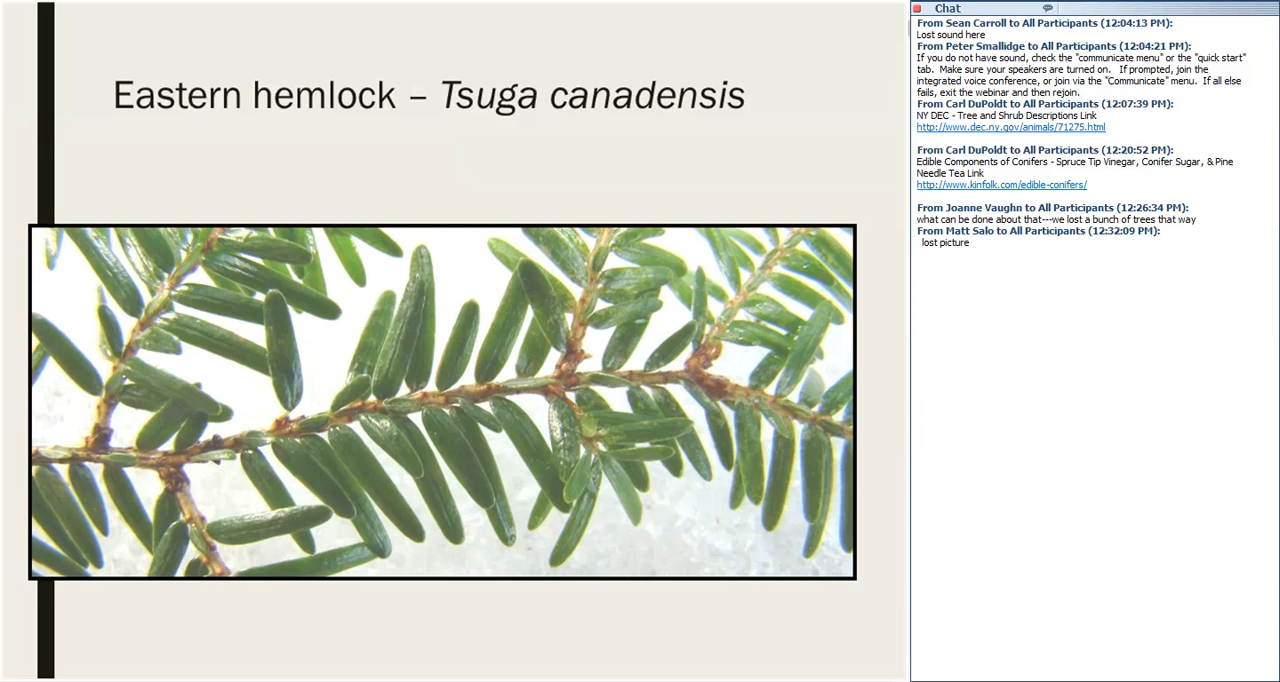 Eastern hemlock – Tsuga canadensis
Chat
From Sean Carroll to All Participants (12:04:13 PM):
Lost sound here
From Peter Smallidge to All Participants (12:04:21 PM):
If you do not have sound, check the "communicate menu" or the "quick start"
tab.  Make sure your speakers are turned on.   If prompted, join the
integrated voice conference, or join via the "Communicate" menu.  If all else
fails, exit the webinar and then rejoin.
From Carl DuPoldt to All Participants (12:07:39 PM):
NY DEC - Tree and Shrub Descriptions Link
http://www.dec.ny.gov/animals/71275.html
From Carl DuPoldt to All Participants (12:20:52 PM):
Edible Components of Conifers - Spruce Tip Vinegar, Conifer Sugar, & Pine
Needle Tea Link
http://www.kinfolk.com/edible-conifers/
From Joanne Vaughn to All Participants (12:26:34 PM):
what can be done about that---we lost a bunch of trees that way
From Matt Salo to All Participants (12:32:09 PM):
lost picture